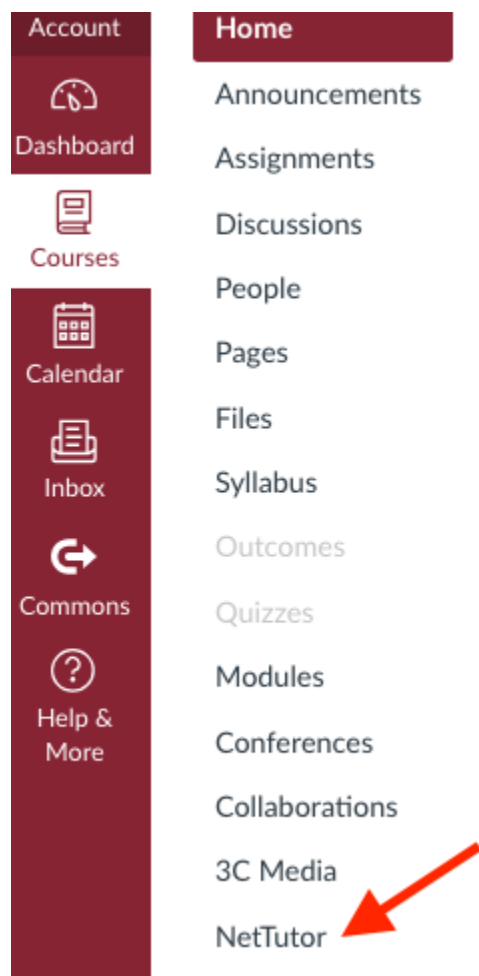 Account
Dashboard
Courses
Calendar
Inbox
Commons
Help &
More
Home
Announcements
Assignments
Discussions
People
Pages
Files
Syllabus
Outcomes
Quizzes
Modules
Conferences
Collaborations
3C Media
NetTutor